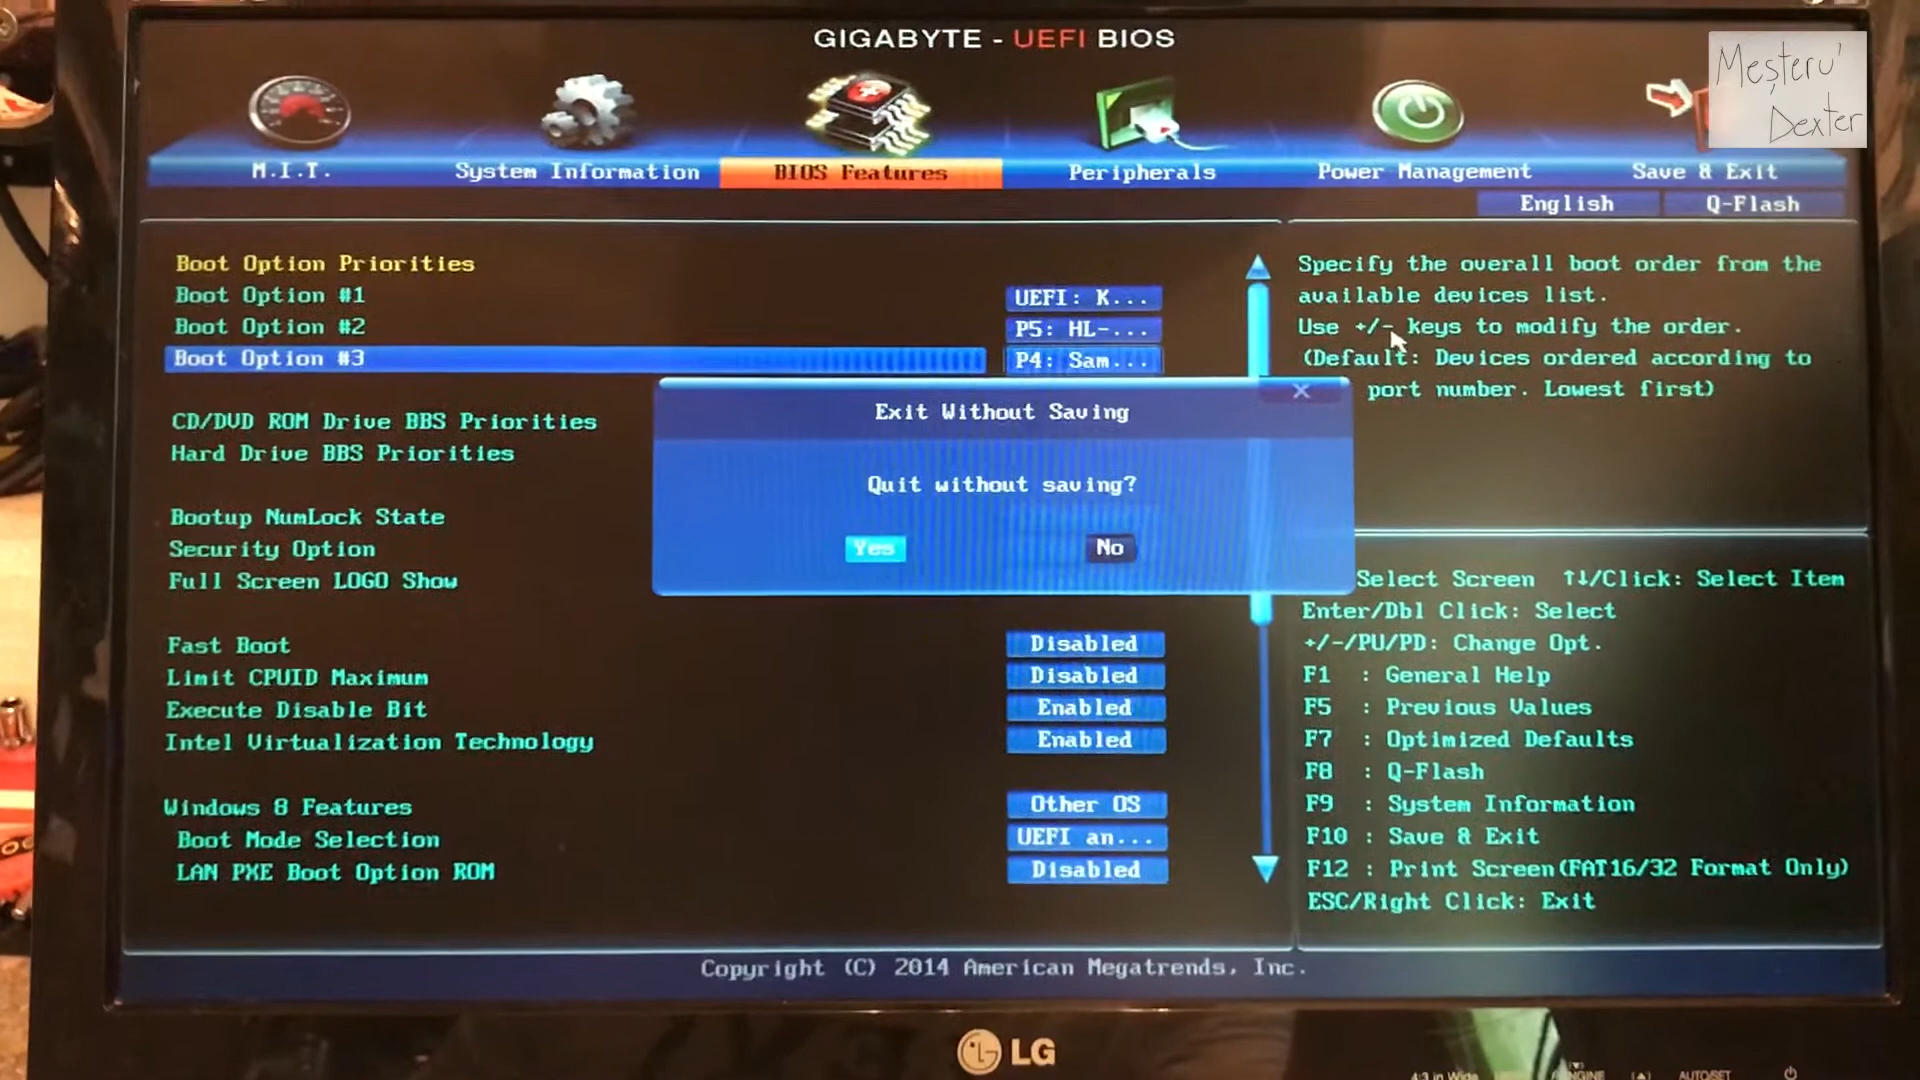 GIGABYTE - UEFI BIOS
Meșteru'
Dexter
M.I.T.
System Information
BIOS Features
Peripherals
Power Management
Save & Exit
English
Q-Flash
Boot Option Priorities
Boot Option #1 UEFI: K...
Boot Option #2 P5: HL-...
Boot Option #3 P4: Sam...
CD/DVD ROM Drive BBS Priorities
Hard Drive BBS Priorities
Bootup NumLock State
Security Option
Full Screen LOGO Show
Fast Boot Disabled
Limit CPUID Maximum Disabled
Execute Disable Bit Enabled
Intel Virtualization Technology Enabled
Windows 8 Features Other OS
Boot Mode Selection UEFI an...
LAN PXE Boot Option ROM Disabled
Exit Without Saving
Quit without saving?
Yes No
Specify the overall boot order from the
available devices list.
Use +/- keys to modify the order.
(Default: Devices ordered according to
port number. Lowest first)
Select Screen ↑↓/Click: Select Item
Enter/Dbl Click: Select
+/-/PU/PD: Change Opt.
F1 : General Help
F5 : Previous Values
F7 : Optimized Defaults
F8 : Q-Flash
F9 : System Information
F10 : Save & Exit
F12 : Print Screen(FAT16/32 Format Only)
ESC/Right Click: Exit
Copyright (C) 2014 American Megatrends, Inc.
LG
4:3 in Wide
AUTO/SET